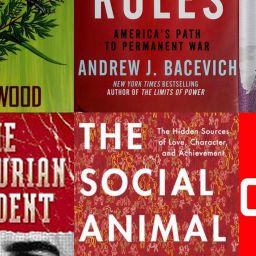 WOOD
RULES
AMERICA'S PATH
TO PERMANENT WAR
ANDREW J. BACEVICH
NEW YORK TIMES BESTSELLING
AUTHOR OF THE LIMITS OF POWER
THE
SOCIAL
ANIMAL
The Hidden Sources
of Love, Character,
and Achievement